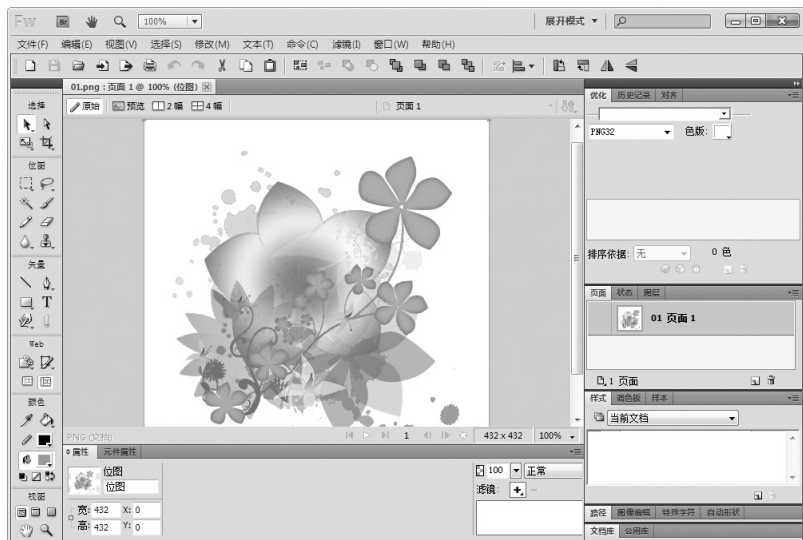 Fw Br 100% 展开模式
文件(F) 编辑(E) 视图(V) 选择(S) 修改(M) 文本(T) 命令(C) 滤镜(I) 窗口(W) 帮助(H)
01.png : 页面 1 @ 100% (位图)
原始 预览 2 幅 4 幅 页面 1
选择
位图
矢量
Web
颜色
视图
PNG (文档) 1 432 x 432 100%
属性 元件属性
位图
位图
宽: 432 X: 0
高: 432 Y: 0
100 正常
滤镜:
优化 历史记录 对齐
PNG32 色版:
排序依据: 无 0 色
页面 状态 图层
01 页面 1
1 页面
样式 调色板 样本
当前文档
路径 图像编辑 特殊字符 自动形状
文档库 公用库